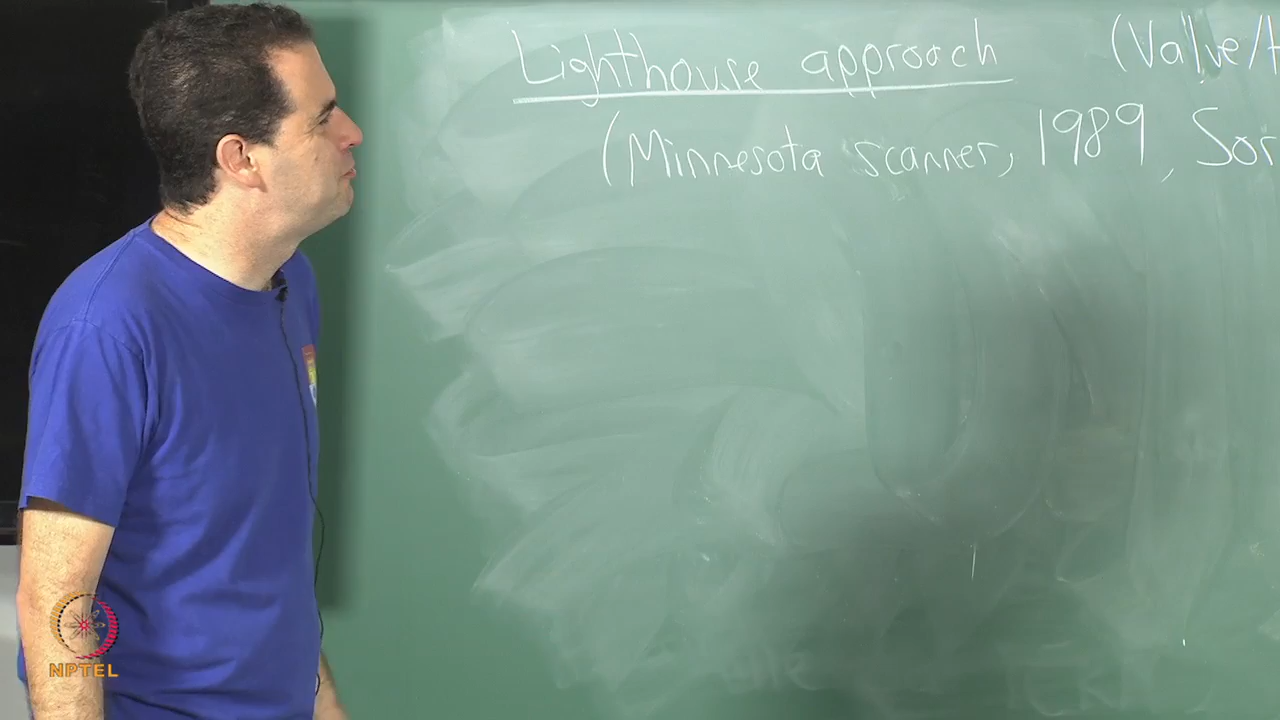 Lighthouse approach (Valve/
(Minnesota scanner, 1989, Sor
NPTEL